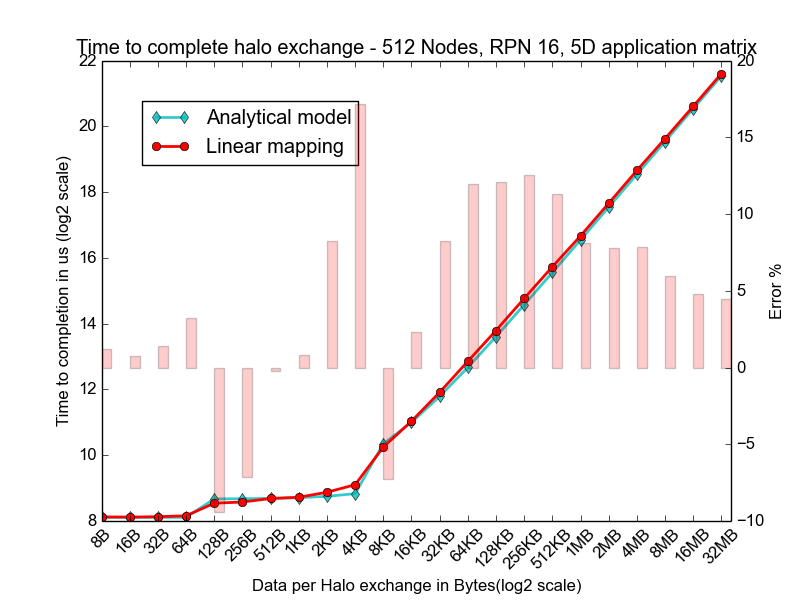 Time to complete halo exchange - 512 Nodes, RPN 16, 5D application matrix
Analytical model
Linear mapping
Time to completion in us (log2 scale)
22
20
18
16
14
12
10
8
20
15
10
5
0
−5
−10
Error %
8B
16B
32B
64B
128B
256B
512B
1KB
2KB
4KB
8KB
16KB
32KB
64KB
128KB
256KB
512KB
1MB
2MB
4MB
8MB
16MB
32MB
Data per Halo exchange in Bytes(log2 scale)